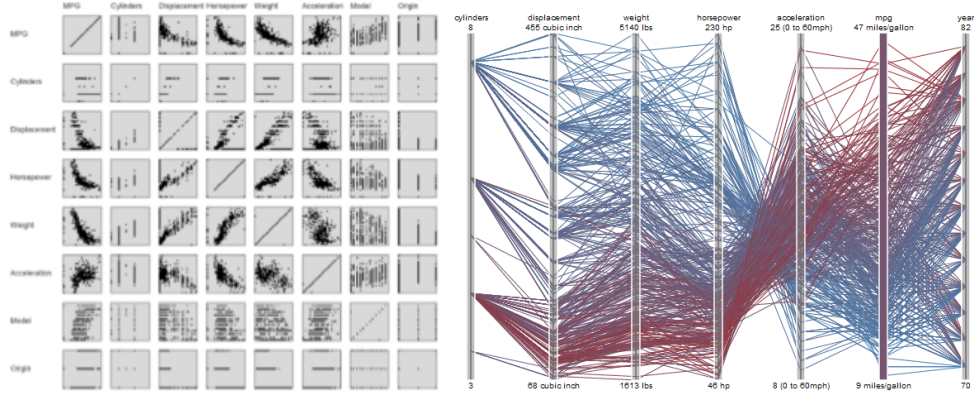 MPG Cylinders Displacement Horsepower Weight Acceleration Model Origin
MPG
Cylinders
Displacement
Horsepower
Weight
Acceleration
Model
Origin
cylinders displacement weight horsepower acceleration mpg year
8 455 cubic inch 5140 lbs 230 hp 25 (0 to 60mph) 47 miles/gallon 82
3 68 cubic inch 1613 lbs 46 hp 8 (0 to 60mph) 9 miles/gallon 70